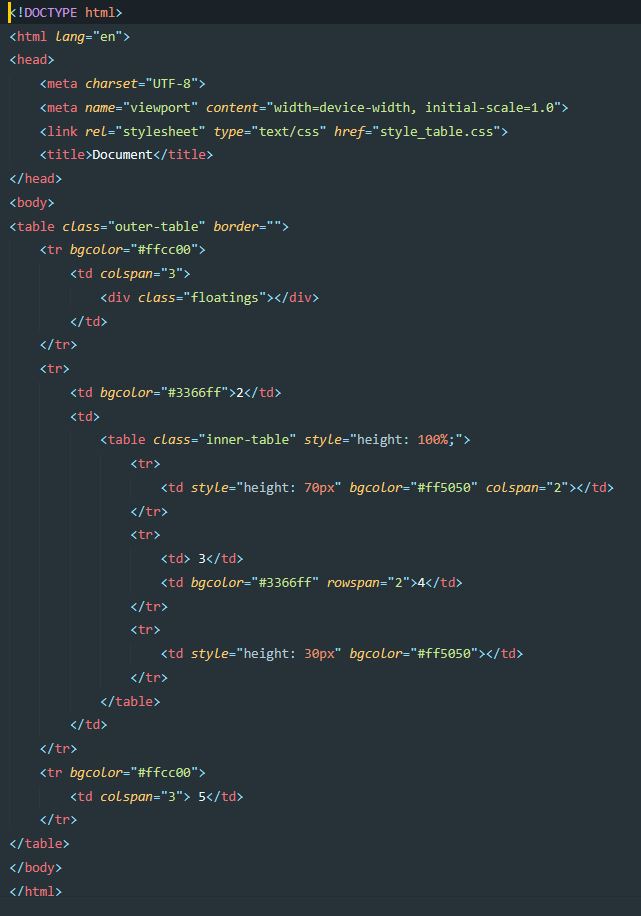 <!DOCTYPE html>
<html lang="en">
<head>
    <meta charset="UTF-8">
    <meta name="viewport" content="width=device-width, initial-scale=1.0">
    <link rel="stylesheet" type="text/css" href="style_table.css">
    <title>Document</title>
</head>
<body>
<table class="outer-table" border="">
    <tr bgcolor="#ffcc00">
        <td colspan="3">
            <div class="floatings"></div>
        </td>
    </tr>
    <tr>
        <td bgcolor="#3366ff">2</td>
        <td>
            <table class="inner-table" style="height: 100%;">
                <tr>
                    <td style="height: 70px" bgcolor="#ff5050" colspan="2"></td>
                </tr>
                <tr>
                    <td> 3</td>
                    <td bgcolor="#3366ff" rowspan="2">4</td>
                </tr>
                <tr>
                    <td style="height: 30px" bgcolor="#ff5050"></td>
                </tr>
            </table>
        </td>
    </tr>
    <tr bgcolor="#ffcc00">
        <td colspan="3"> 5</td>
    </tr>
</table>
</body>
</html>